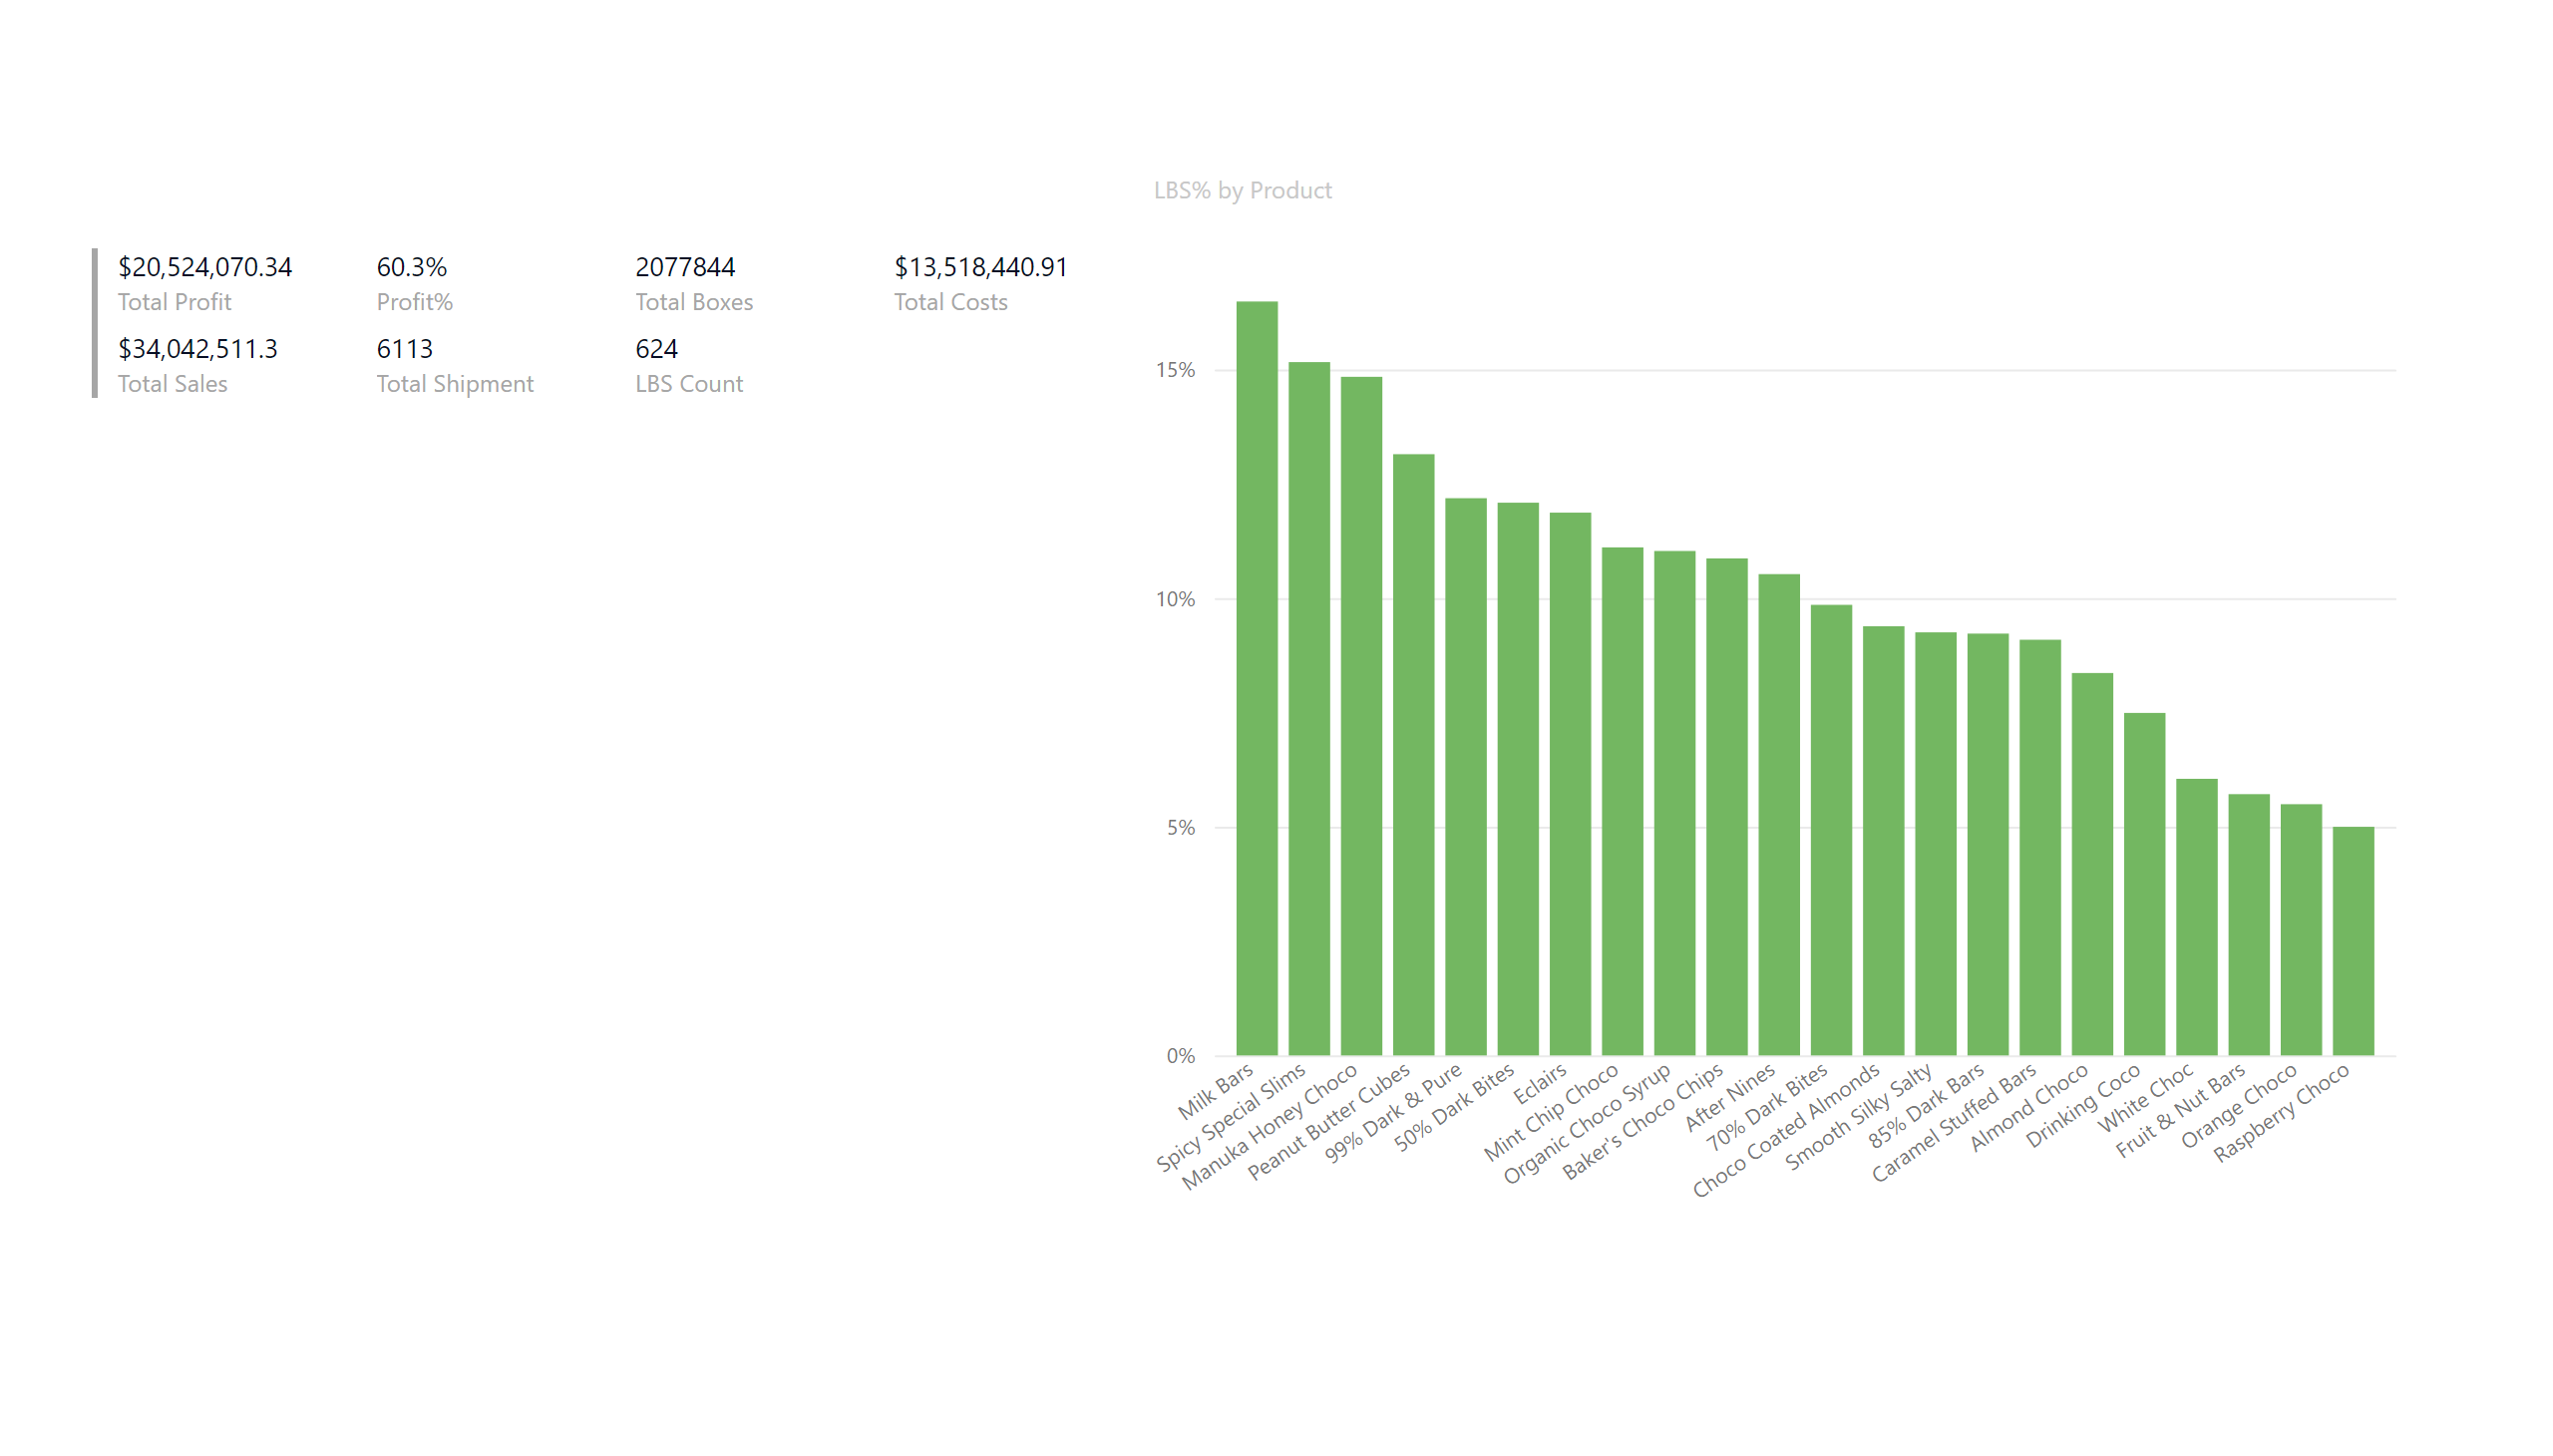 $20,524,070.34
Total Profit
60.3%
Profit%
2077844
Total Boxes
$13,518,440.91
Total Costs
$34,042,511.3
Total Sales
6113
Total Shipment
624
LBS Count
LBS% by Product
15%
10%
5%
0%
Milk Bars
Spicy Special Slims
Manuka Honey Choco
Peanut Butter Cubes
99% Dark & Pure
50% Dark Bites
Eclairs
Mint Chip Choco
Organic Choco Syrup
Baker's Choco Chips
After Nines
70% Dark Bites
Choco Coated Almonds
Smooth Silky Salty
85% Dark Bars
Caramel Stuffed Bars
Almond Choco
Drinking Coco
White Choc
Fruit & Nut Bars
Orange Choco
Raspberry Choco